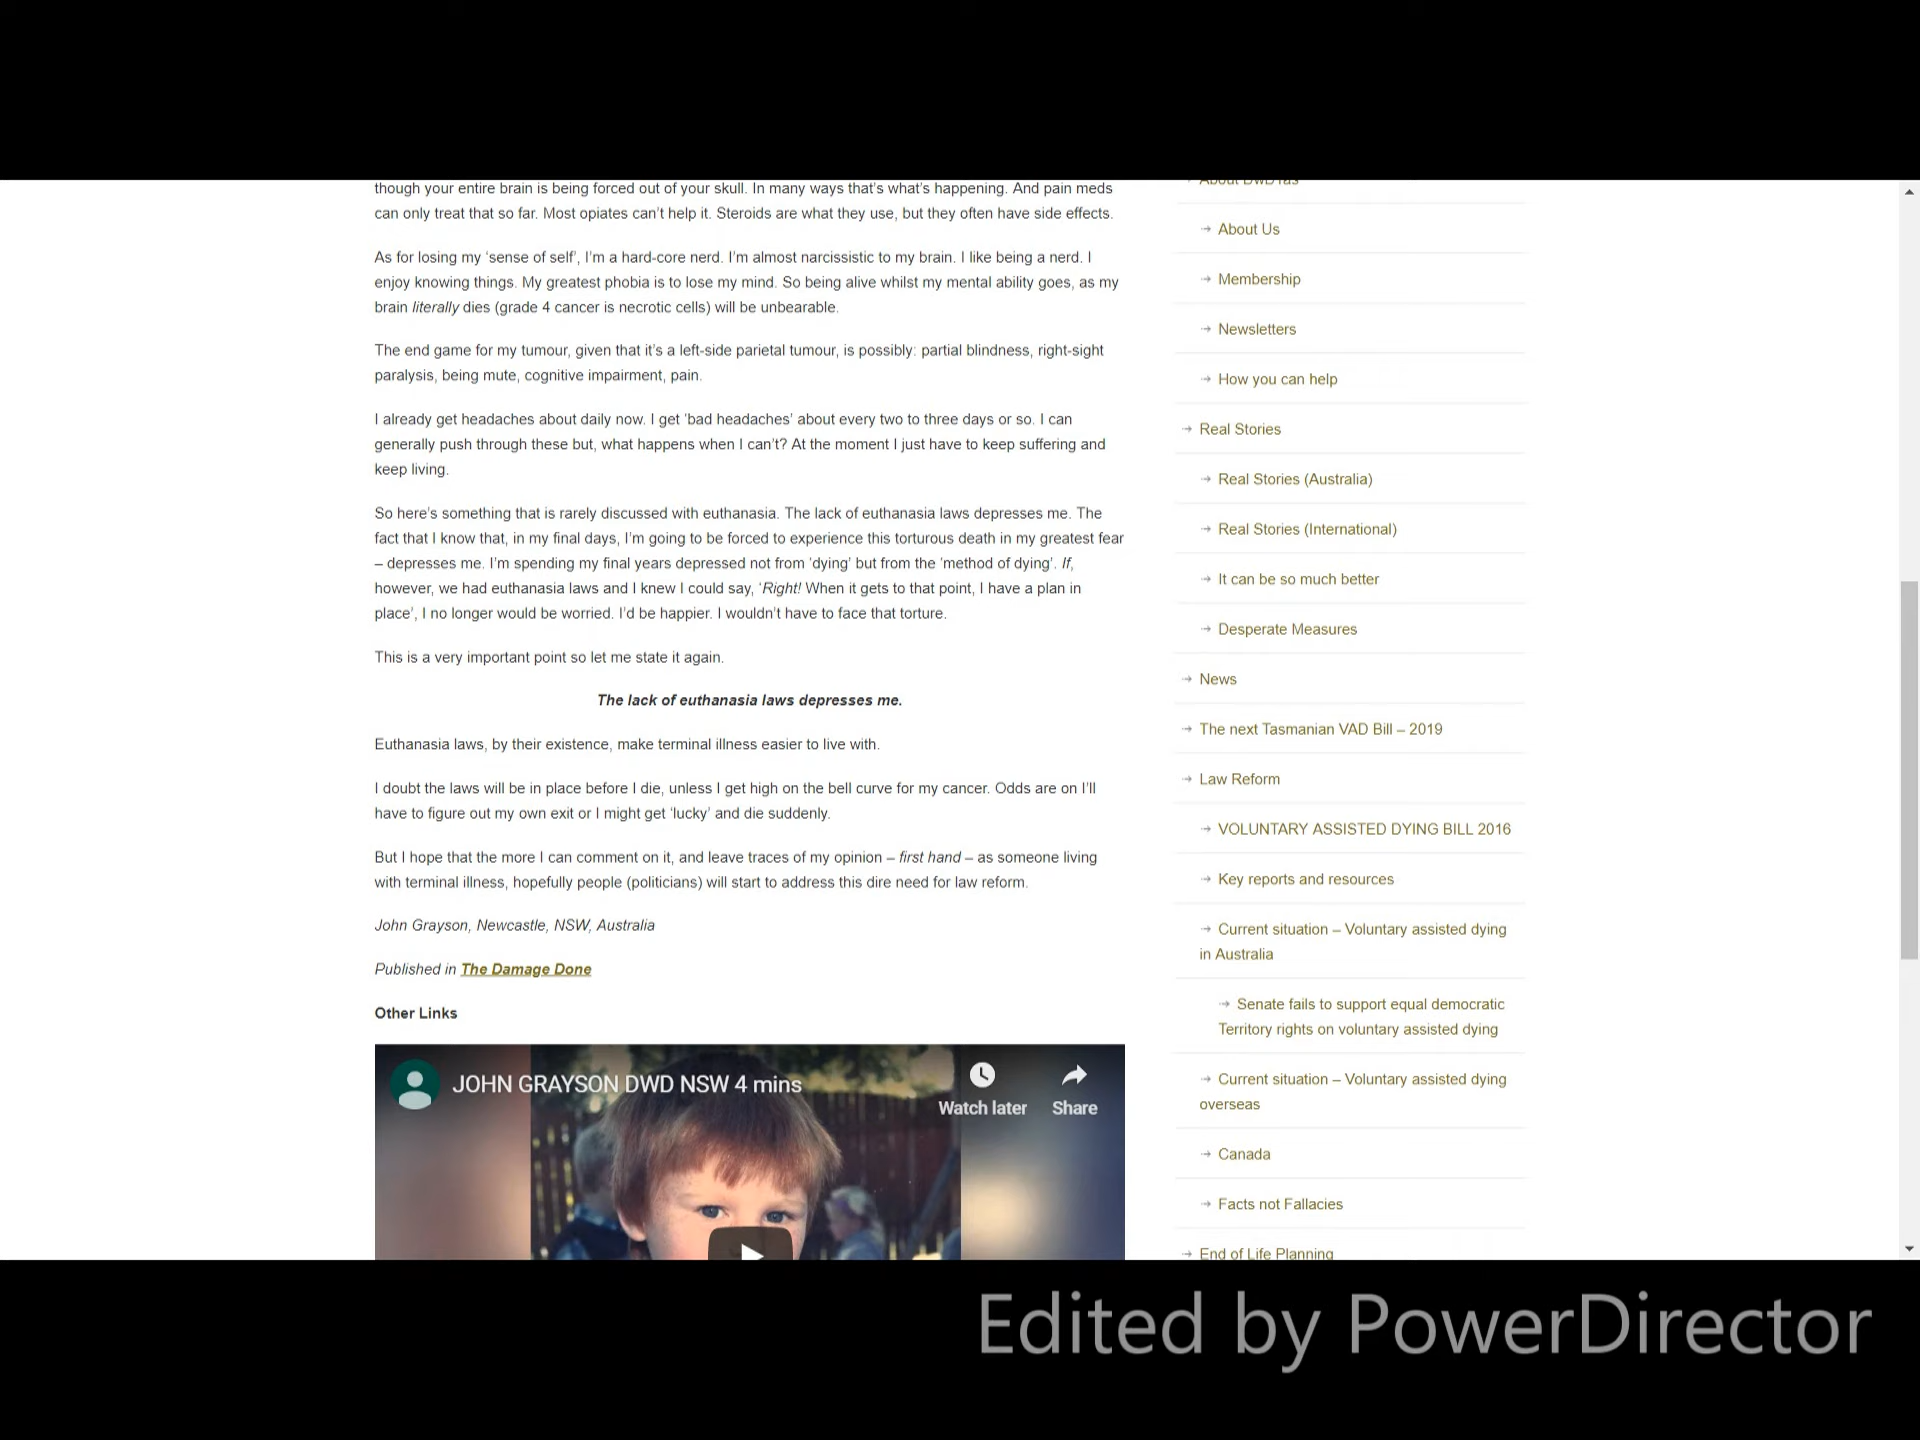 though your entire brain is being forced out of your skull. In many ways that's what's happening. And pain meds
can only treat that so far. Most opiates can't help it. Steroids are what they use, but they often have side effects.
As for losing my 'sense of self', I'm a hard-core nerd. I'm almost narcissistic to my brain. I like being a nerd. I
enjoy knowing things. My greatest phobia is to lose my mind. So being alive whilst my mental ability goes, as my
brain literally dies (grade 4 cancer is necrotic cells) will be unbearable.
The end game for my tumour, given that it's a left-side parietal tumour, is possibly: partial blindness, right-sight
paralysis, being mute, cognitive impairment, pain.
I already get headaches about daily now. I get 'bad headaches' about every two to three days or so. I can
generally push through these but, what happens when I can't? At the moment I just have to keep suffering and
keep living.
So here's something that is rarely discussed with euthanasia. The lack of euthanasia laws depresses me. The
fact that I know that, in my final days, I'm going to be forced to experience this torturous death in my greatest fear
– depresses me. I'm spending my final years depressed not from 'dying' but from the 'method of dying'. If,
however, we had euthanasia laws and I knew I could say, 'Right! When it gets to that point, I have a plan in
place', I no longer would be worried. I'd be happier. I wouldn't have to face that torture.
This is a very important point so let me state it again.
The lack of euthanasia laws depresses me.
Euthanasia laws, by their existence, make terminal illness easier to live with.
I doubt the laws will be in place before I die, unless I get high on the bell curve for my cancer. Odds are on I'll
have to figure out my own exit or I might get 'lucky' and die suddenly.
But I hope that the more I can comment on it, and leave traces of my opinion – first hand – as someone living
with terminal illness, hopefully people (politicians) will start to address this dire need for law reform.
John Grayson, Newcastle, NSW, Australia
Published in The Damage Done
Other Links
JOHN GRAYSON DWD NSW 4 mins
Watch later
Share
About DwDTas
About Us
Membership
Newsletters
How you can help
Real Stories
Real Stories (Australia)
Real Stories (International)
It can be so much better
Desperate Measures
News
The next Tasmanian VAD Bill – 2019
Law Reform
VOLUNTARY ASSISTED DYING BILL 2016
Key reports and resources
Current situation – Voluntary assisted dying
in Australia
Senate fails to support equal democratic
Territory rights on voluntary assisted dying
Current situation – Voluntary assisted dying
overseas
Canada
Facts not Fallacies
End of Life Planning
Edited by PowerDirector